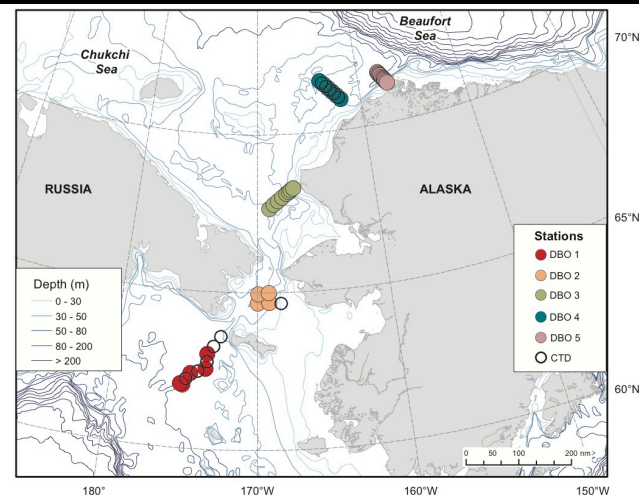 Beaufort
Sea
70°N
Chukchi
Sea
RUSSIA
ALASKA
65°N
Stations
DBO 1
DBO 2
DBO 3
DBO 4
DBO 5
CTD
Depth (m)
0 - 30
30 - 50
50 - 80
80 - 200
> 200
60°N
0 50 100 200 nm
180°
170°W
160°W
150°W